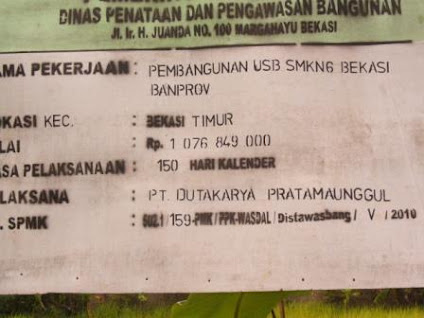 DINAS PENATAAN DAN PENGAWASAN BANGUNAN
Jl. Ir. H. JUANDA NO. 100 MARGAHAYU BEKASI
AMA PEKERJAAN : PEMBANGUNAN USB SMKN6 BEKASI
BANPROV
OKASI KEC. : BEKASI TIMUR
LAI : Rp. 1 076 849 000
ASA PELAKSANAAN : 150 HARI KALENDER
LAKSANA : PT. DUTAKARYA PRATAMAUNGGUL
. SPMK : 602.1/159-PMK/PPK-WASDAL/Distawasbang/ V / 2010